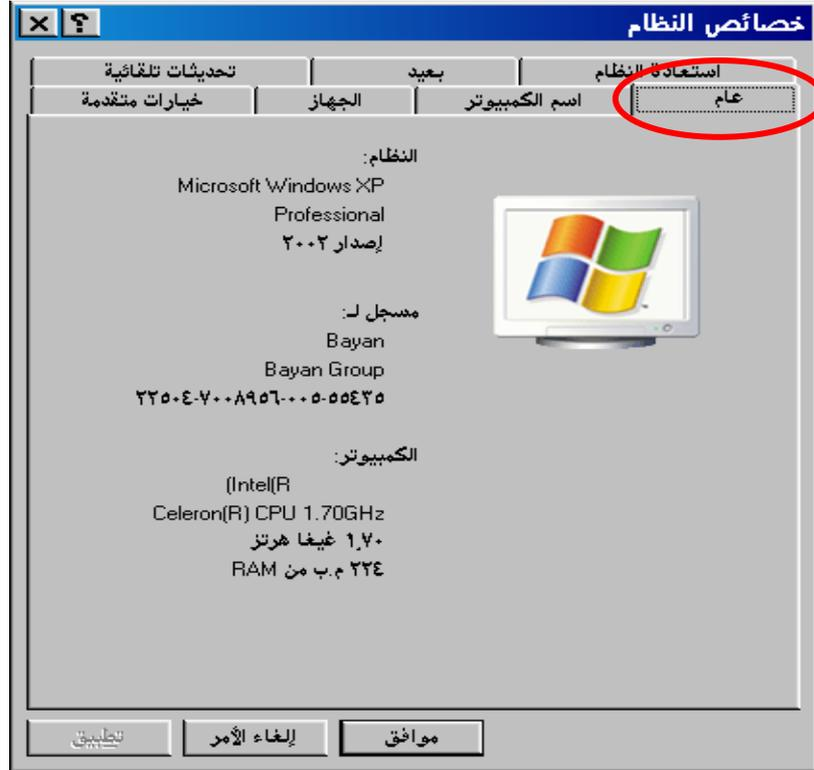 خصائص النظام
استعادة النظام
بعيد
تحديثات تلقائية
عام
اسم الكمبيوتر
الجهاز
خيارات متقدمة
النظام:
Microsoft Windows XP
Professional
إصدار ٢٠٠٢
مسجل لـ:
Bayan
Bayan Group
٥٥٤٣٥-٠٠٥-٧٠٠٨٩٥٦-٢٢٥٠٤
الكمبيوتر:
(Intel(R
Celeron(R) CPU 1.70GHz
١,٧٠ غيغا هرتز
٢٢٤ م.ب من RAM
موافق
إلغاء الأمر
تطبيق